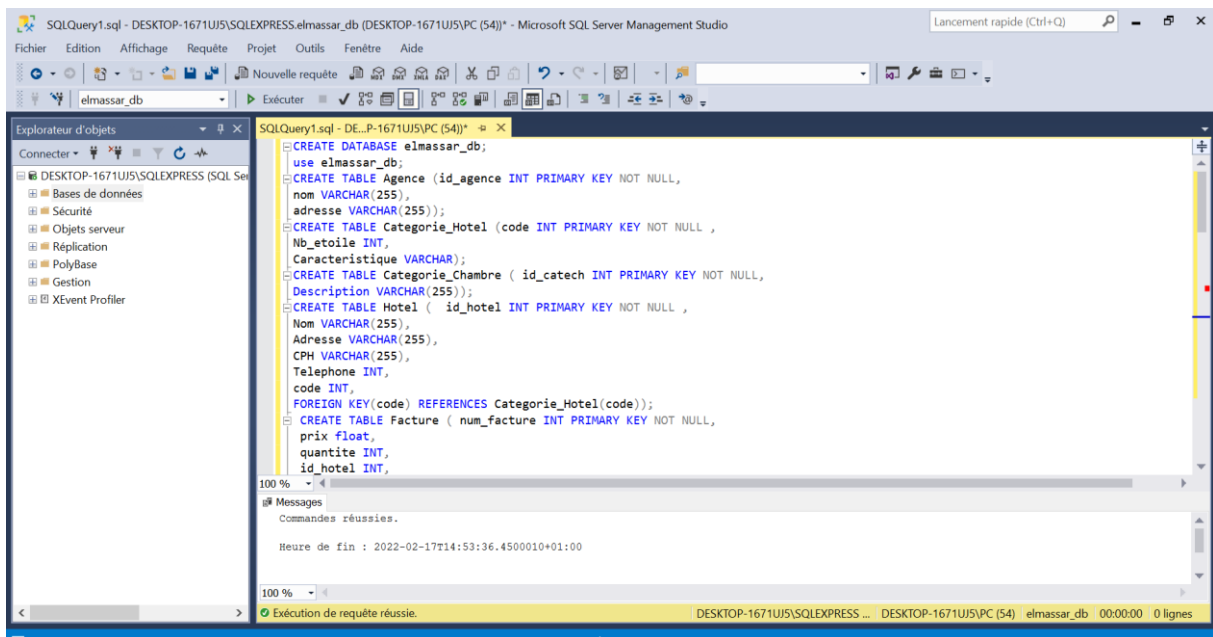 SQLQuery1.sql - DESKTOP-1671UJ5\SQLEXPRESS.elmassar_db (DESKTOP-1671UJ5\PC (54))* - Microsoft SQL Server Management Studio
Lancement rapide (Ctrl+Q)
Fichier Edition Affichage Requête Projet Outils Fenêtre Aide
Nouvelle requête
elmassar_db Exécuter
Explorateur d'objets
SQLQuery1.sql - DE...P-1671UJ5\PC (54))*
Connecter
DESKTOP-1671UJ5\SQLEXPRESS (SQL Ser
Bases de données
Sécurité
Objets serveur
Réplication
PolyBase
Gestion
XEvent Profiler
CREATE DATABASE elmassar_db;
use elmassar_db;
CREATE TABLE Agence (id_agence INT PRIMARY KEY NOT NULL,
nom VARCHAR(255),
adresse VARCHAR(255));
CREATE TABLE Categorie_Hotel (code INT PRIMARY KEY NOT NULL ,
Nb_etoile INT,
Caracteristique VARCHAR);
CREATE TABLE Categorie_Chambre ( id_catech INT PRIMARY KEY NOT NULL,
Description VARCHAR(255));
CREATE TABLE Hotel (  id_hotel INT PRIMARY KEY NOT NULL ,
Nom VARCHAR(255),
Adresse VARCHAR(255),
CPH VARCHAR(255),
Telephone INT,
code INT,
FOREIGN KEY(code) REFERENCES Categorie_Hotel(code));
CREATE TABLE Facture ( num_facture INT PRIMARY KEY NOT NULL,
prix float,
quantite INT,
id_hotel INT,
100 %
Messages
Commandes réussies.
Heure de fin : 2022-02-17T14:53:36.4500010+01:00
100 %
Exécution de requête réussie.
DESKTOP-1671UJ5\SQLEXPRESS ... DESKTOP-1671UJ5\PC (54) elmassar_db 00:00:00 0 lignes